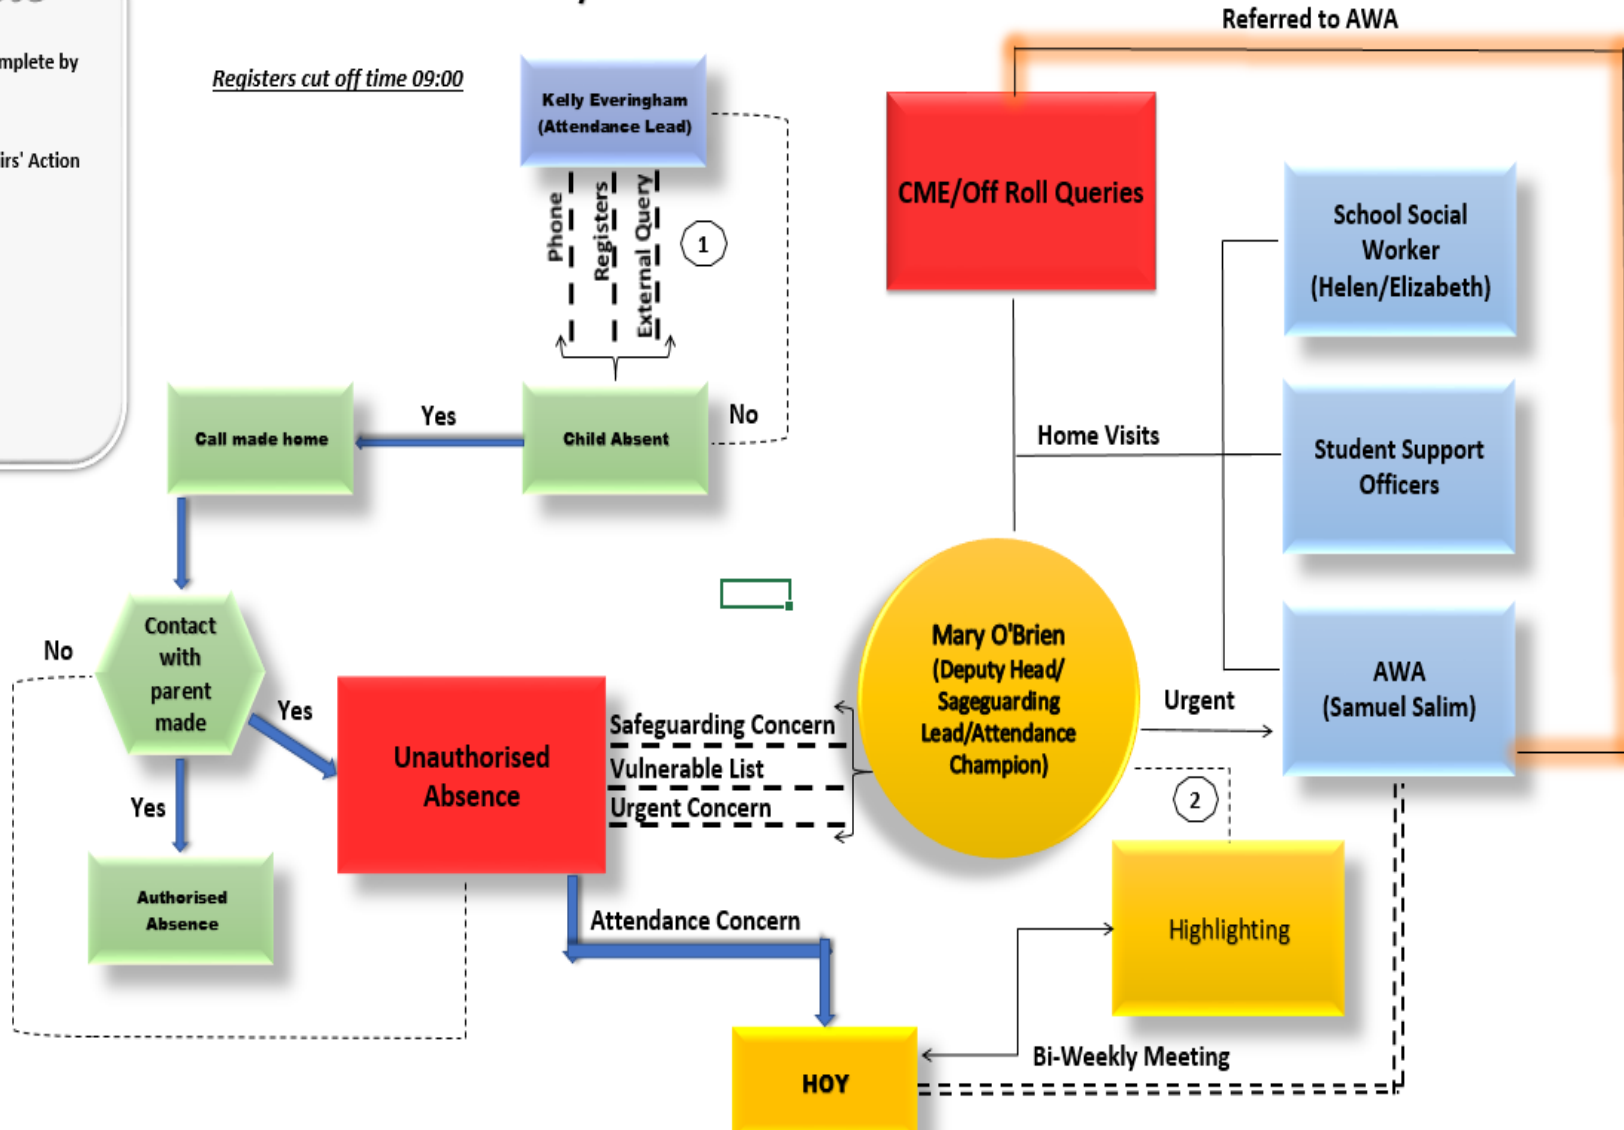 mplete by
irs' Action
Registers cut off time 09:00
Kelly Everingham
(Attendance Lead)
Phone
Registers
External Query
1
Call made home
Yes
Child Absent
No
Contact
with
parent
made
No
Yes
Yes
Authorised
Absence
Unauthorised
Absence
Safeguarding Concern
Vulnerable List
Urgent Concern
Attendance Concern
HOY
Referred to AWA
CME/Off Roll Queries
Home Visits
School Social
Worker
(Helen/Elizabeth)
Student Support
Officers
AWA
(Samuel Salim)
Mary O'Brien
(Deputy Head/
Sageguarding
Lead/Attendance
Champion)
Urgent
2
Highlighting
Bi-Weekly Meeting